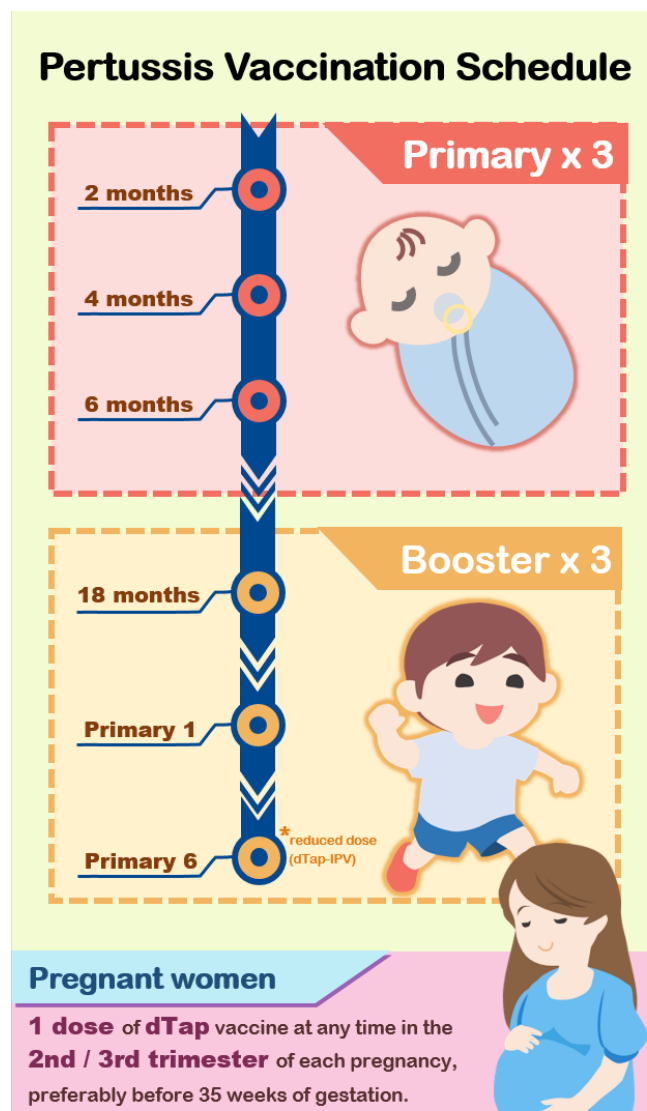 Pertussis Vaccination Schedule
Primary x 3
2 months
4 months
6 months
Booster x 3
18 months
Primary 1
Primary 6
*reduced dose
(dTap-IPV)
Pregnant women
1 dose of dTap vaccine at any time in the
2nd / 3rd trimester of each pregnancy,
preferably before 35 weeks of gestation.